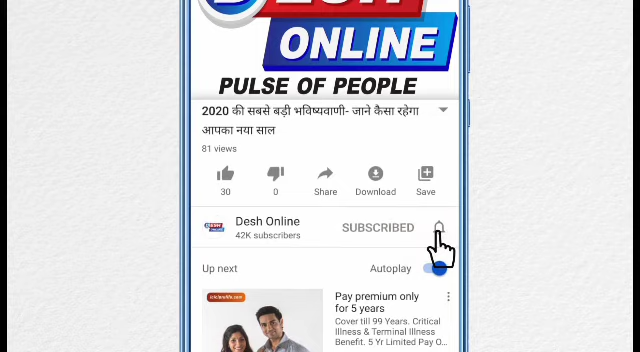 DESH
ONLINE
PULSE OF PEOPLE
2020 की सबसे बड़ी भविष्यवाणी- जाने कैसा रहेगा
आपका नया साल
81 views
30
0
Share
Download
Save
Desh Online
SUBSCRIBED
42K subscribers
Up next
Autoplay
Pay premium only
for 5 years
Cover till 99 Years. Critical
Illness & Terminal Illness
Benefit. 5 Yr Limited Pay O...